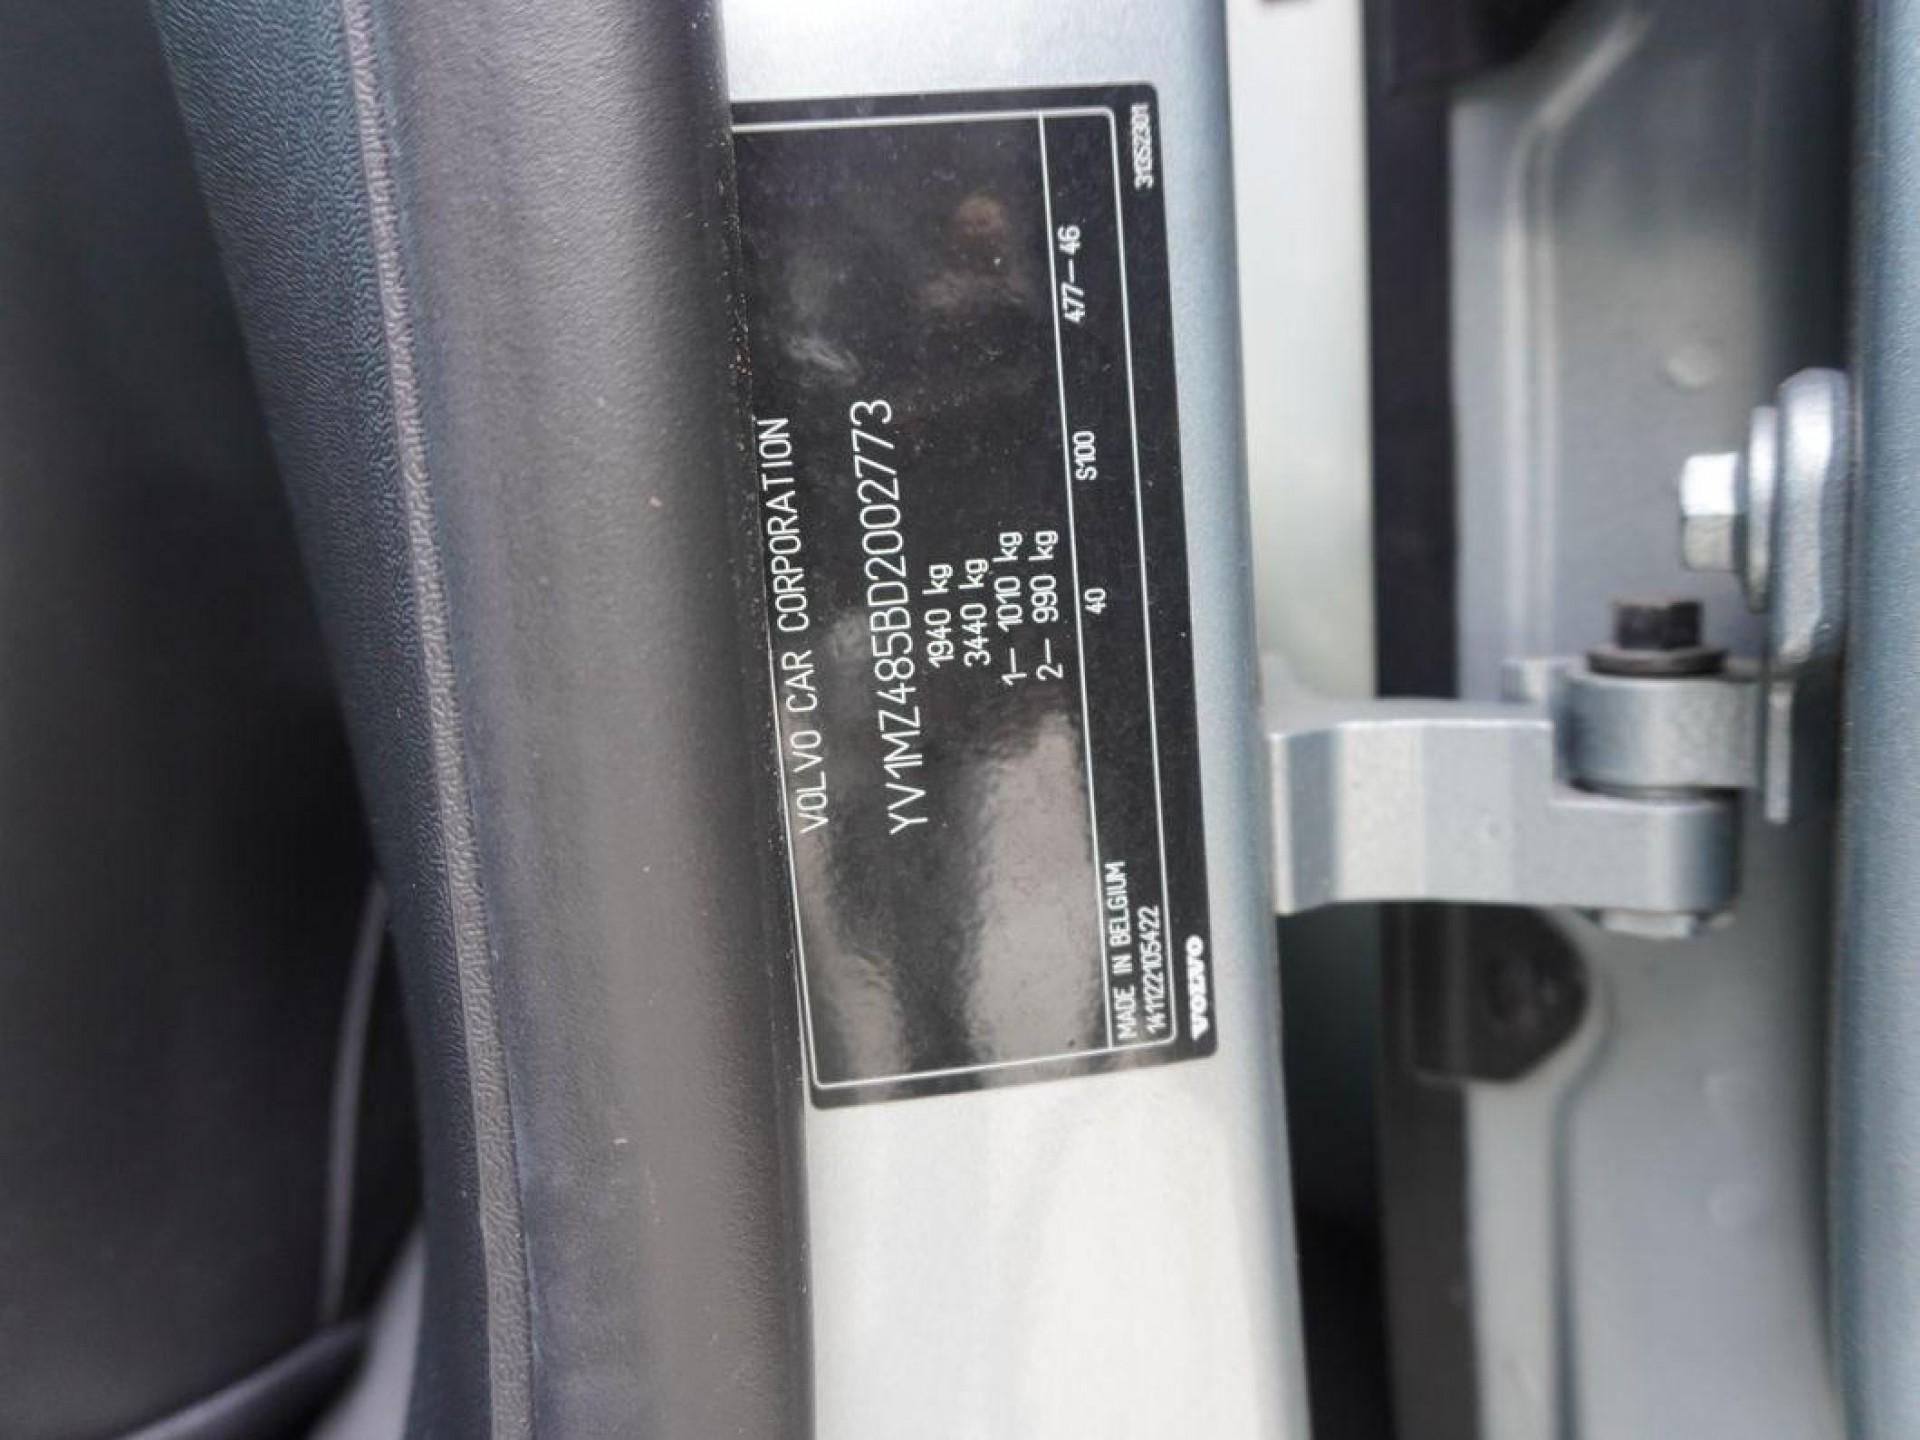 VOLVO CAR CORPORATION
YV1MZ485BD2002773
1940 kg
3440 kg
1– 1010 kg
2– 990 kg
MADE IN BELGIUM 40 S100 477–46
141122105422
VOLVO 31352301